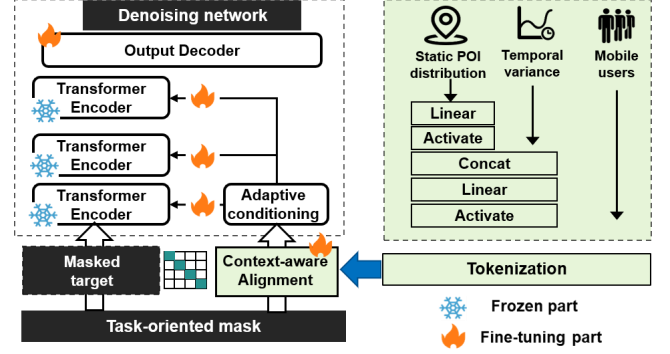 Denoising network
Output Decoder
Transformer
Encoder
Transformer
Encoder
Transformer
Encoder
Adaptive
conditioning
Masked
target
Context-aware
Alignment
Task-oriented mask
Static POI
distribution
Temporal
variance
Mobile
users
Linear
Activate
Concat
Linear
Activate
Tokenization
Frozen part
Fine-tuning part